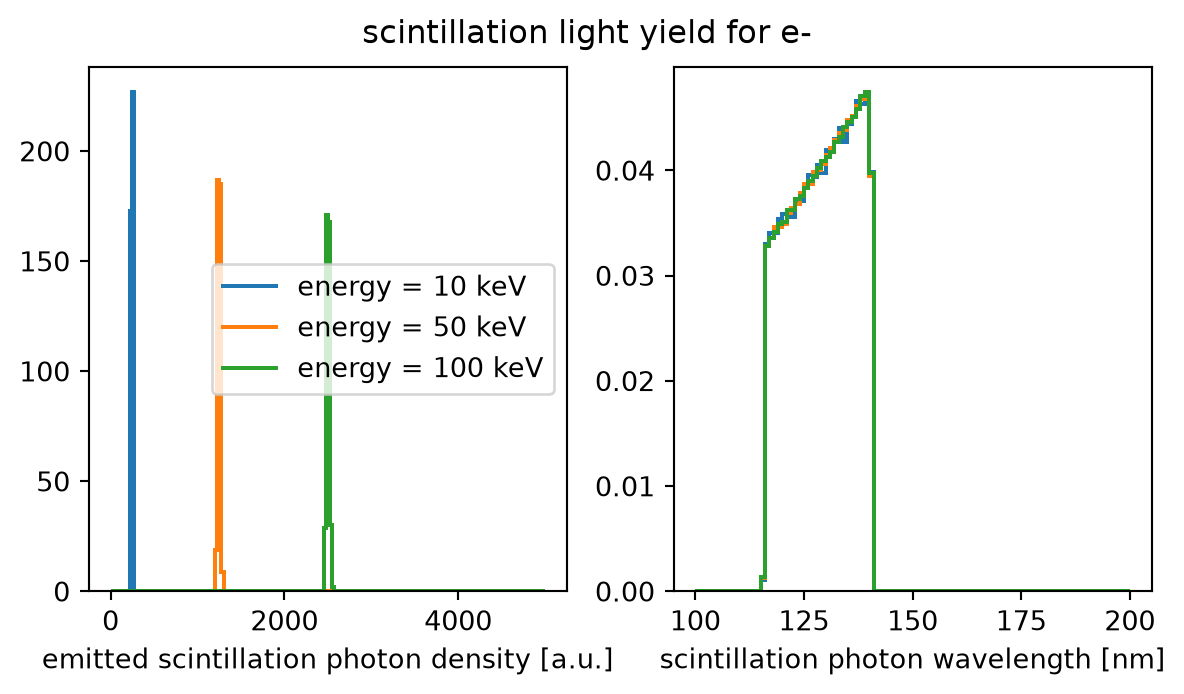 scintillation light yield for e-
200
150
100
50
0
0 2000 4000
emitted scintillation photon density [a.u.]
energy = 10 keV
energy = 50 keV
energy = 100 keV
0.04
0.03
0.02
0.01
0.00
100 125 150 175 200
scintillation photon wavelength [nm]